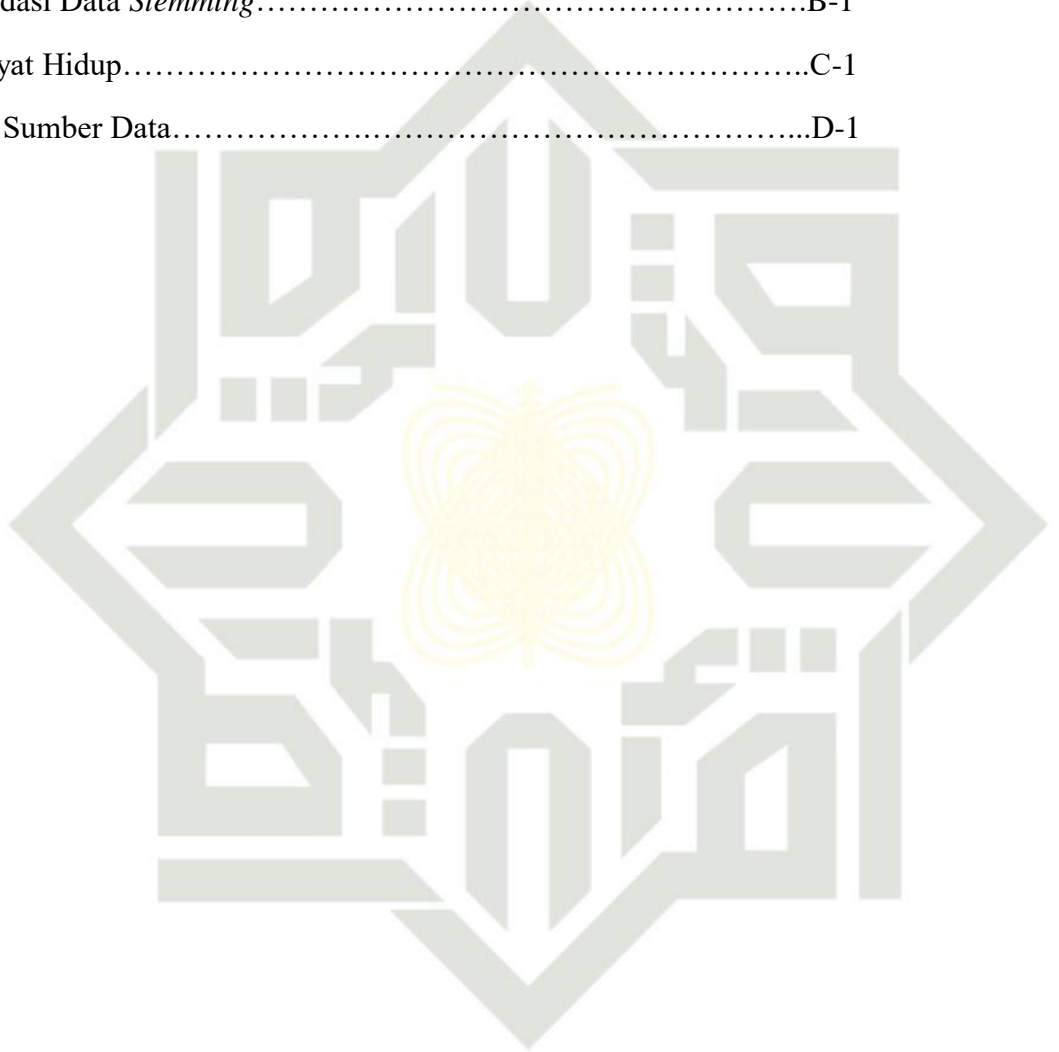 dasi Data Stemming……………………………………………….B-1
yat Hidup…………………………………………………………..C-1
Sumber Data……………….…………………………………...D-1